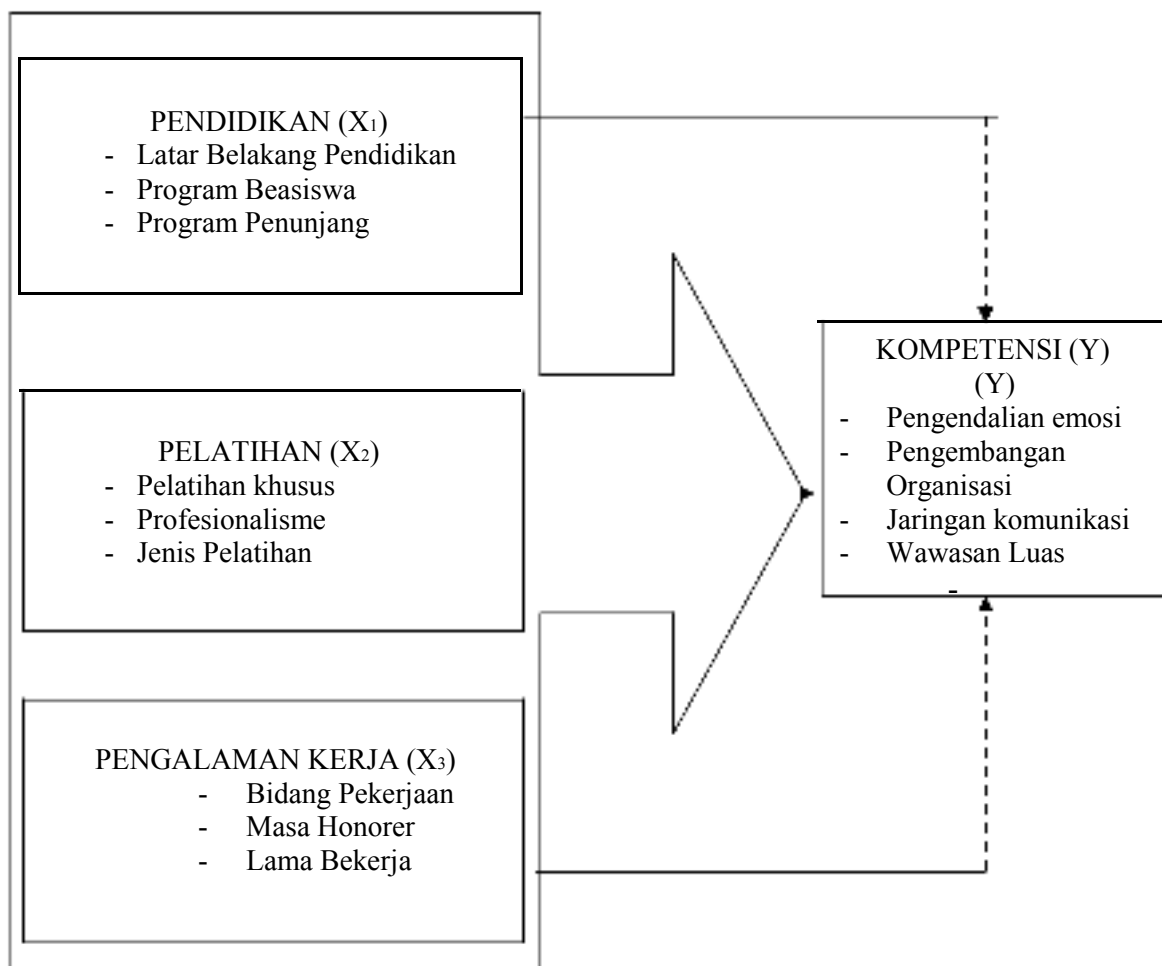 PENDIDIKAN (X₁)
- Latar Belakang Pendidikan
- Program Beasiswa
- Program Penunjang
PELATIHAN (X₂)
- Pelatihan khusus
- Profesionalisme
- Jenis Pelatihan
PENGALAMAN KERJA (X₃)
- Bidang Pekerjaan
- Masa Honorer
- Lama Bekerja
KOMPETENSI (Y)
(Y)
- Pengendalian emosi
- Pengembangan
Organisasi
- Jaringan komunikasi
- Wawasan Luas
-